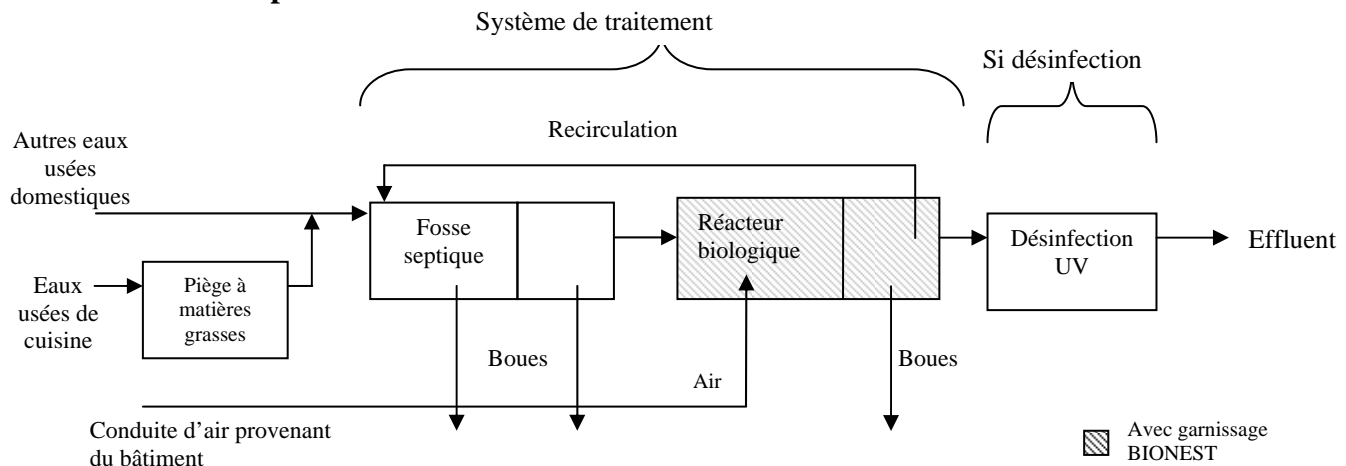 Système de traitement
Si désinfection
Recirculation
Autres eaux
usées
domestiques
Fosse
septique
Réacteur
biologique
Désinfection
UV
Effluent
Eaux
usées de
cuisine
Piège à
matières
grasses
Boues
Boues
Air
Conduite d’air provenant
du bâtiment
Avec garnissage
BIONEST